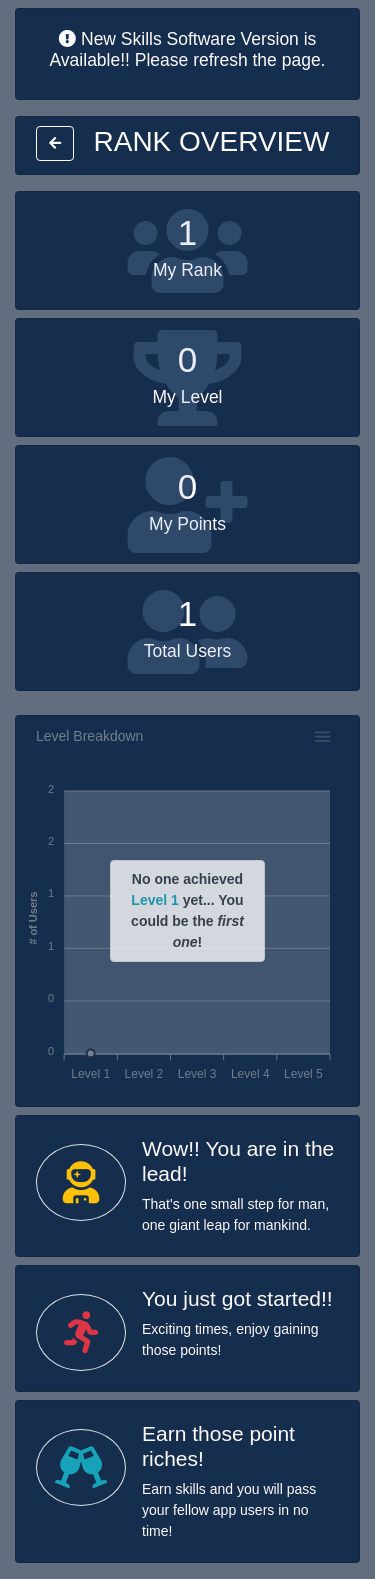 New Skills Software Version is
Available!! Please refresh the page.
RANK OVERVIEW
1
My Rank
0
My Level
0
My Points
1
Total Users
Level Breakdown
2
2
1
1
0
0
# of Users
No one achieved
Level 1 yet... You
could be the first
one!
Level 1 Level 2 Level 3 Level 4 Level 5
Wow!! You are in the
lead!
That's one small step for man,
one giant leap for mankind.
You just got started!!
Exciting times, enjoy gaining
those points!
Earn those point
riches!
Earn skills and you will pass
your fellow app users in no
time!